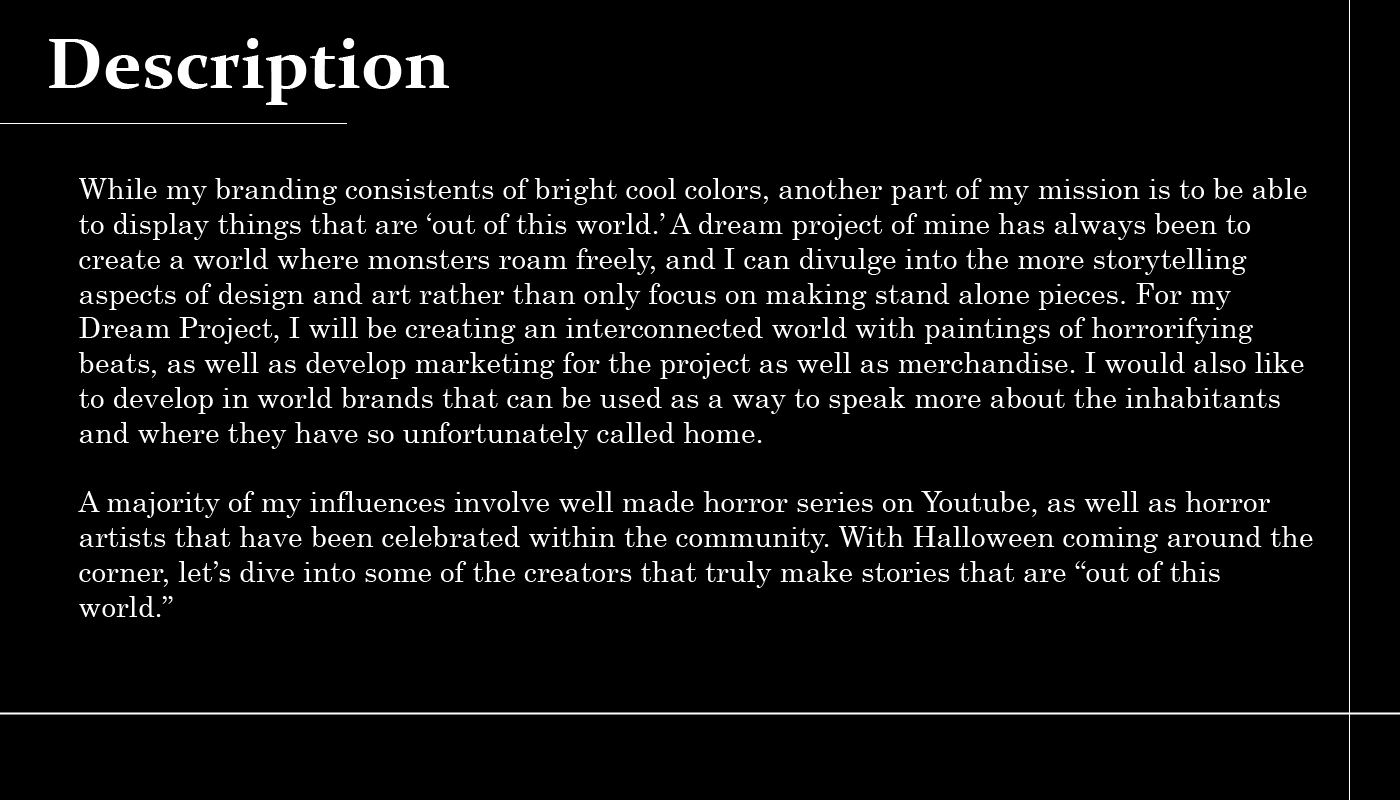 Description
While my branding consistents of bright cool colors, another part of my mission is to be able
to display things that are ‘out of this world.’ A dream project of mine has always been to
create a world where monsters roam freely, and I can divulge into the more storytelling
aspects of design and art rather than only focus on making stand alone pieces. For my
Dream Project, I will be creating an interconnected world with paintings of horrorifying
beats, as well as develop marketing for the project as well as merchandise. I would also like
to develop in world brands that can be used as a way to speak more about the inhabitants
and where they have so unfortunately called home.
A majority of my influences involve well made horror series on Youtube, as well as horror
artists that have been celebrated within the community. With Halloween coming around the
corner, let’s dive into some of the creators that truly make stories that are “out of this
world.”